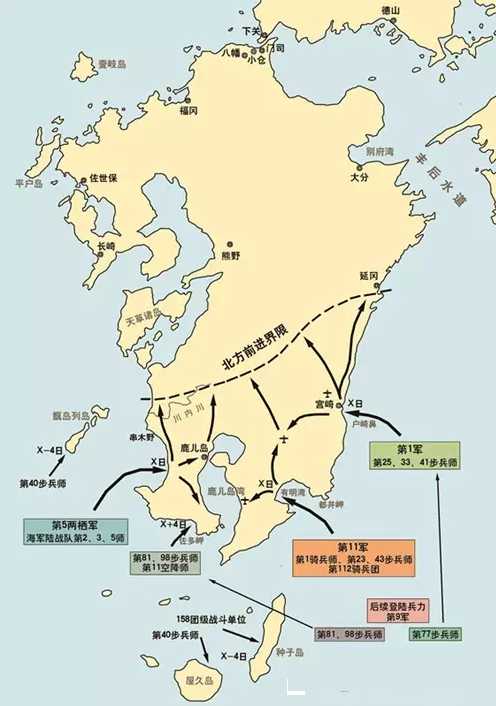 德山
下关
八幡
门司
小仓
壹岐岛
福冈
别府湾
丰后水道
平户岛
佐世保
大分
长崎
熊野
延冈
天草诸岛
北方前进界限
川内川
宫崎
X日
户崎鼻
甑岛列岛
串木野
鹿儿岛
X-4日
第40步兵师
X日
鹿儿岛湾
X日
有明湾
都井岬
第1军
第25、33、41步兵师
第5两栖军
海军陆战队第2、3、5师
X+4日
佐多岬
第81、98步兵师
第11空降师
第11军
第1骑兵师、第23、43步兵师
第112骑兵团
后续登陆兵力
第9军
第81、98步兵师
第77步兵师
158团级战斗单位
第40步兵师
X-4日
种子岛
屋久岛